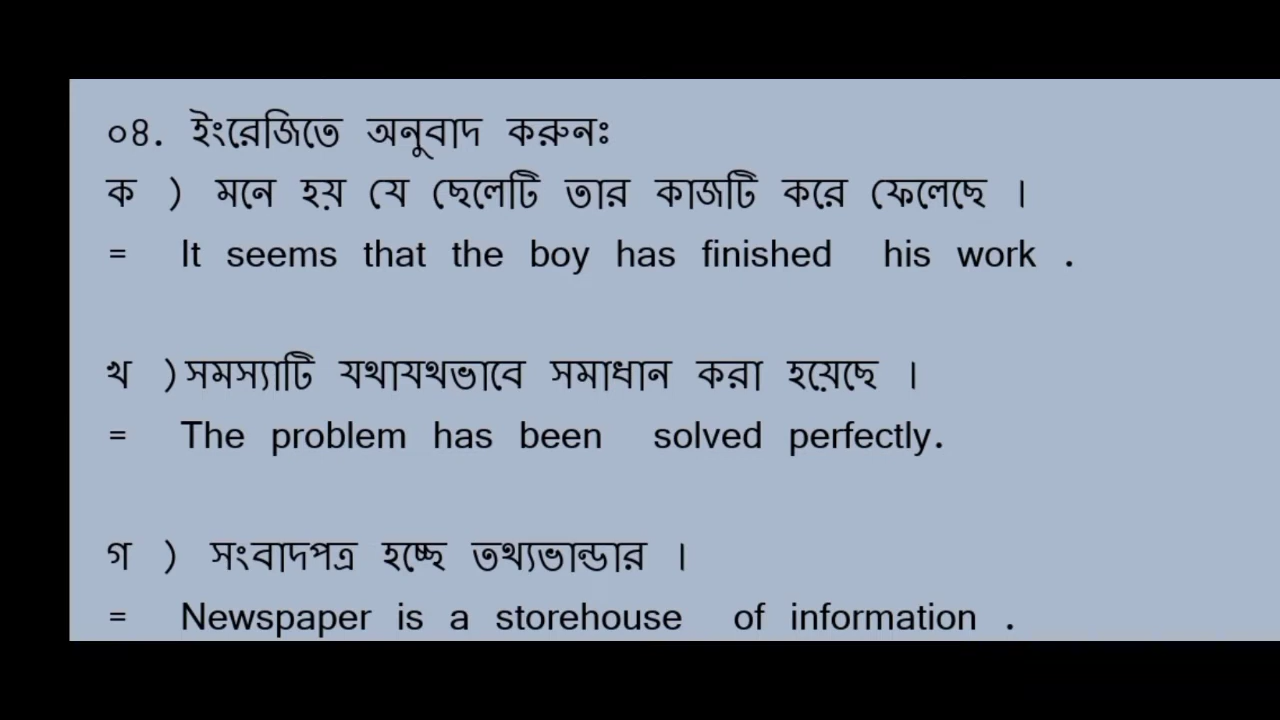 ০৪. ইংরেজিতে অনুবাদ করুনঃ
ক ) মনে হয় যে ছেলেটি তার কাজটি করে ফেলেছে ।
= It seems that the boy has finished his work .
খ )সমস্যাটি যথাযথভাবে সমাধান করা হয়েছে ।
= The problem has been solved perfectly.
গ ) সংবাদপত্র হচ্ছে তথ্যভান্ডার ।
= Newspaper is a storehouse of information .